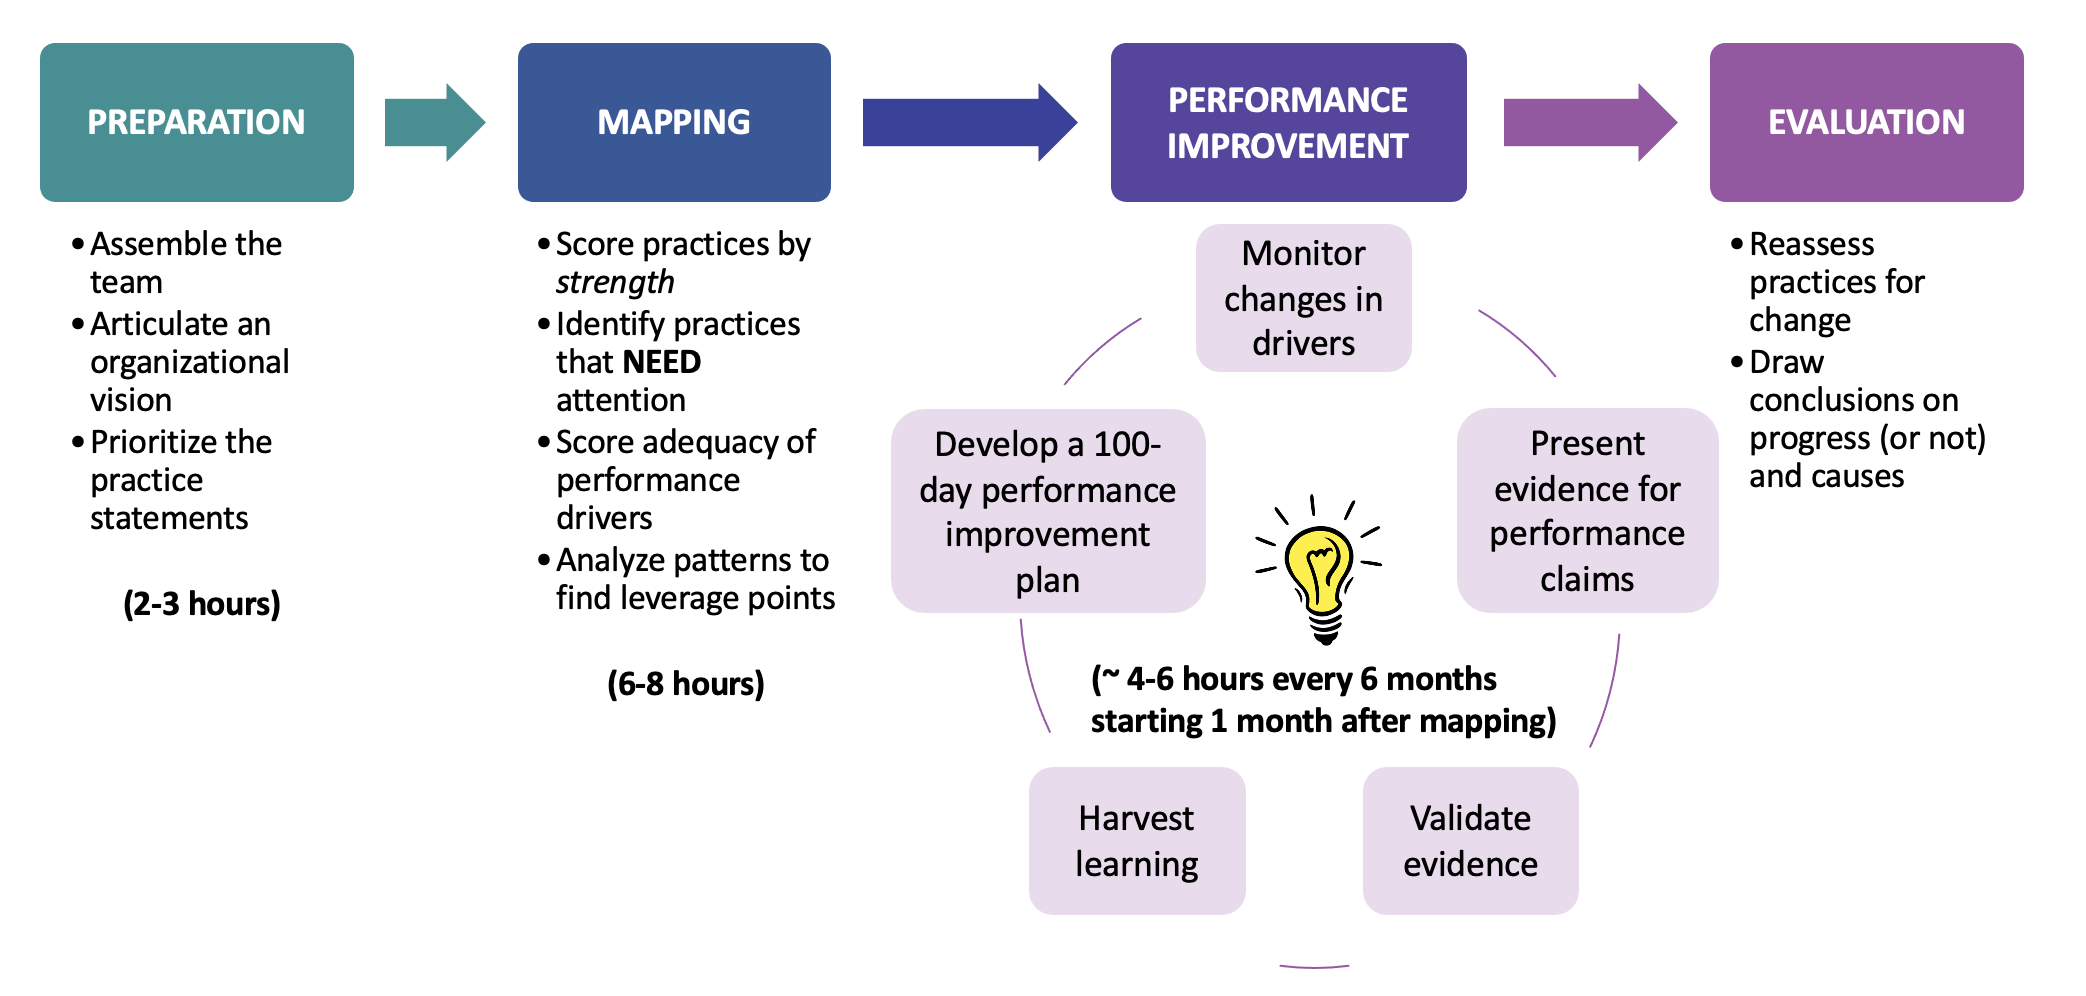 PREPARATION
• Assemble the
team
• Articulate an
organizational
vision
• Prioritize the
practice
statements
(2-3 hours)
MAPPING
• Score practices by
strength
• Identify practices
that NEED
attention
• Score adequacy of
performance
drivers
• Analyze patterns to
find leverage points
(6-8 hours)
PERFORMANCE
IMPROVEMENT
Monitor
changes in
drivers
Present
evidence for
performance
claims
Validate
evidence
Harvest
learning
Develop a 100-
day performance
improvement
plan
(~ 4-6 hours every 6 months
starting 1 month after mapping)
EVALUATION
• Reassess
practices for
change
• Draw
conclusions on
progress (or not)
and causes